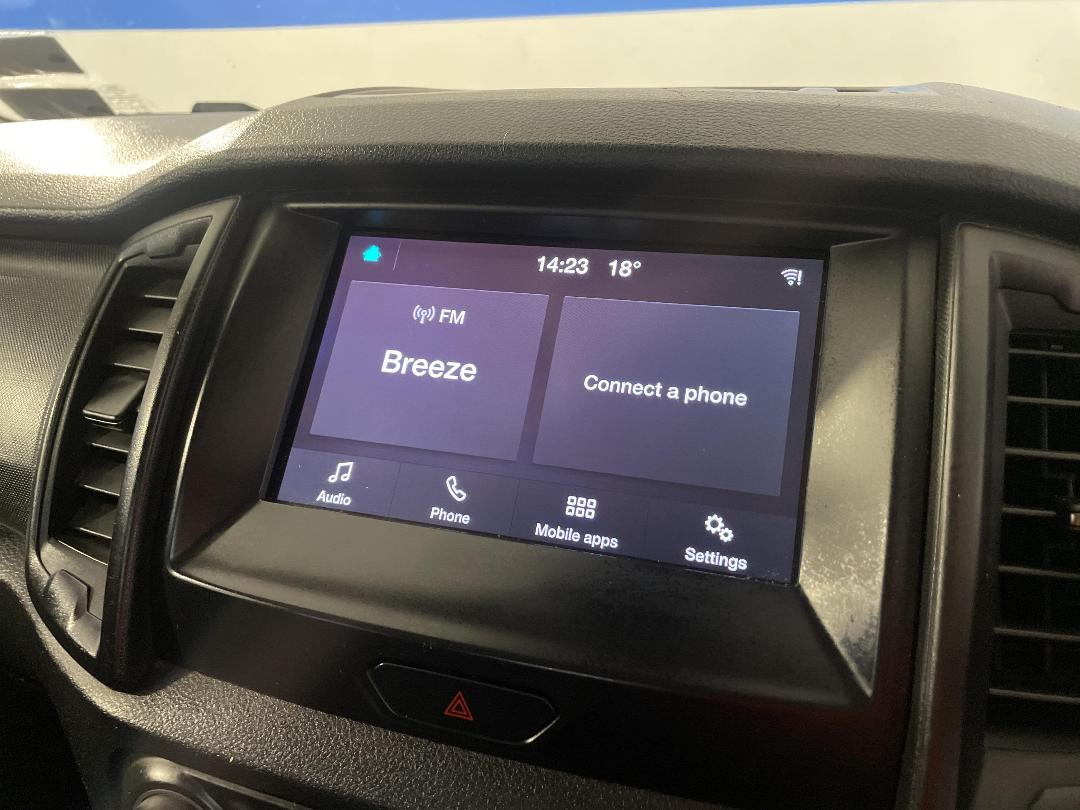 14:23 18°
FM
Breeze
Connect a phone
Audio
Phone
Mobile apps
Settings